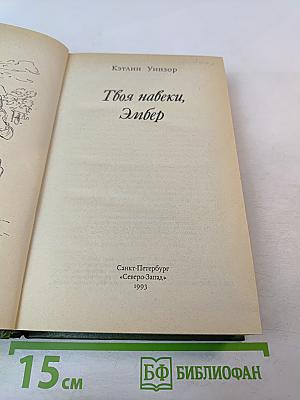 Кэтлин Уинзор
Твоя навеки,
Эмбер
Санкт-Петербург
«Северо-Запад»
1993
15 см
БФ БИБЛИОФАН